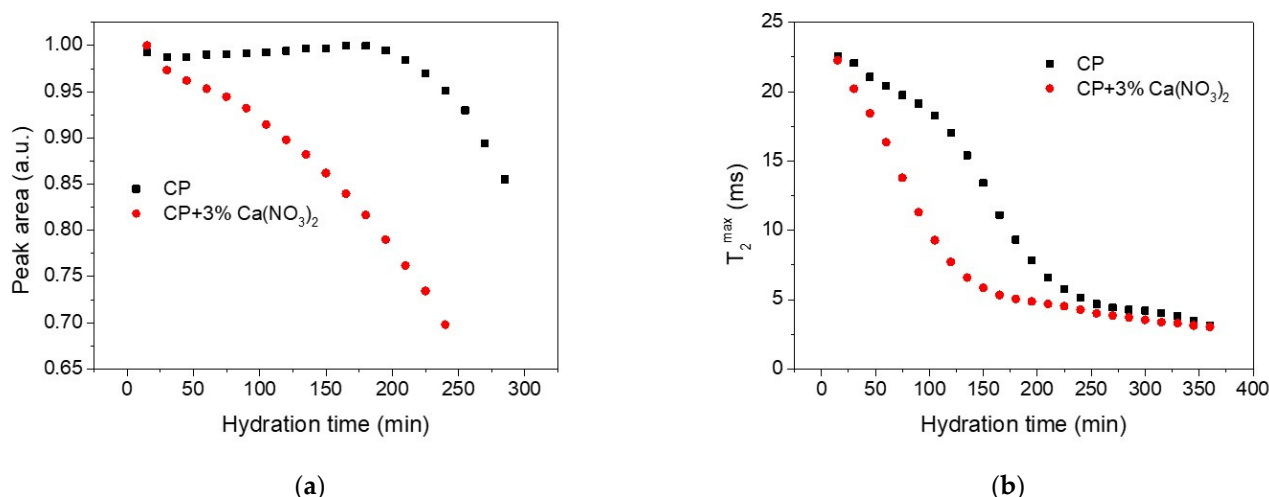 1.00
0.95
0.90
0.85
0.80
0.75
0.70
0.65
Peak area (a.u.)
CP
CP+3% Ca(NO3)2
0 50 100 150 200 250 300
Hydration time (min)
(a)
25
20
15
10
5
0
T2max (ms)
CP
CP+3% Ca(NO3)2
0 50 100 150 200 250 300 350 400
Hydration time (min)
(b)